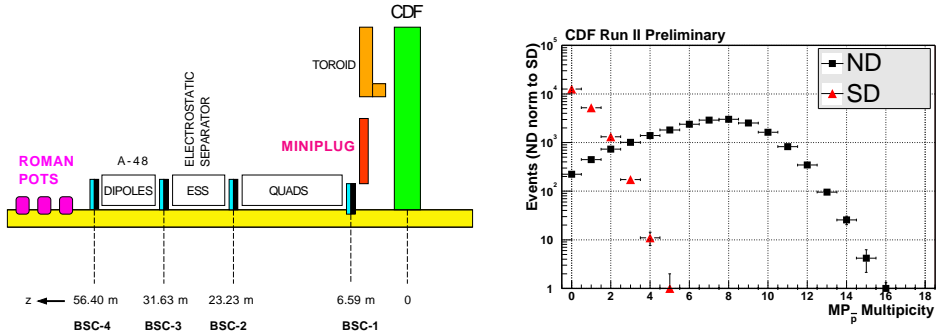 CDF
TOROID
ELECTROSTATIC
SEPARATOR
MINIPLUG
ROMAN
POTS
A-48
DIPOLES
ESS
QUADS
z
56.40 m
31.63 m
23.23 m
6.59 m
0
BSC-4
BSC-3
BSC-2
BSC-1
CDF Run II Preliminary
Events (ND norm to SD)
10^5
10^4
10^3
10^2
10
1
ND
SD
0 2 4 6 8 10 12 14 16 18
MP_p̅ Multipicity